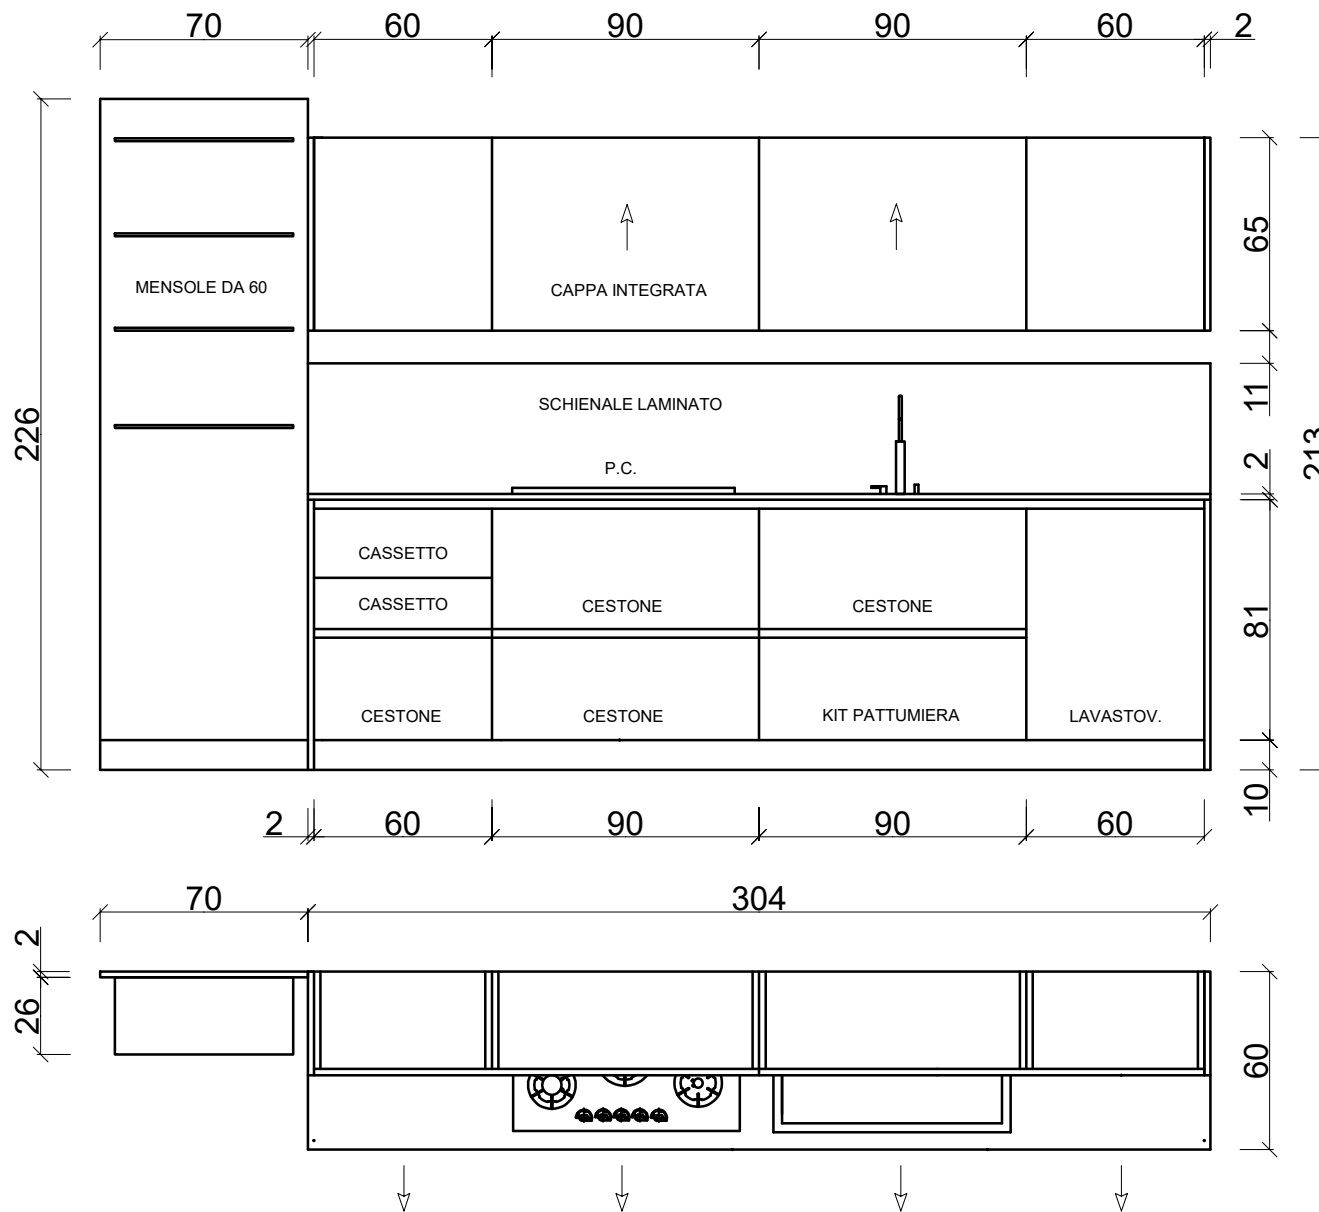 70 60 90 90 60 2
226
MENSOLE DA 60
CAPPA INTEGRATA
65
SCHIENALE LAMINATO
11
213
P.C.
2
CASSETTO
CASSETTO
CESTONE
CESTONE
81
CESTONE
CESTONE
KIT PATTUMIERA
LAVASTOV.
10
2 60 90 90 60
70 304
2
26
60